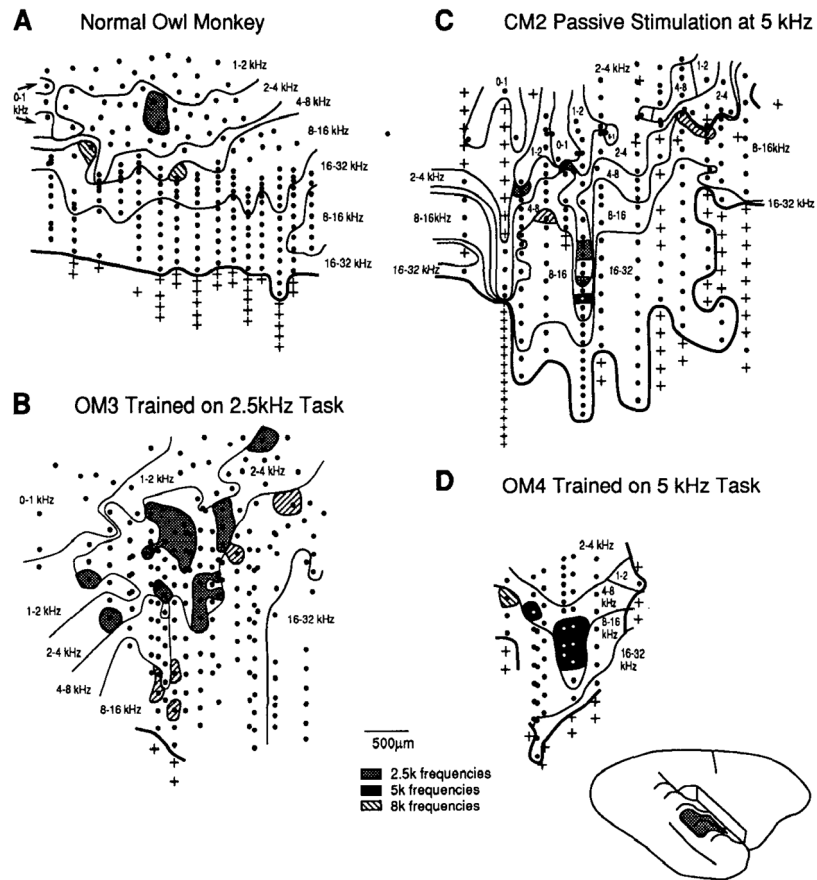 A Normal Owl Monkey
1-2 kHz
2-4 kHz
4-8 kHz
0-1
kHz
8-16 kHz
16-32 kHz
8-16 kHz
16-32 kHz
C CM2 Passive Stimulation at 5 kHz
0-1
1-2
2-4 kHz
1-2
4-8
2-4
0-1
1-2
0-1
2-4
8-16kHz
2-4 kHz
4-8
4-8
8-16kHz
8-16
16-32 kHz
16-32 kHz
8-16
16-32
B OM3 Trained on 2.5kHz Task
1-2 kHz
2-4 kHz
0-1 kHz
1-2 kHz
2-4 kHz
4-8 kHz
8-16 kHz
16-32 kHz
D OM4 Trained on 5 kHz Task
2-4 kHz
1-2
4-8
kHz
8-16
kHz
16-32
kHz
500μm
2.5k frequencies
5k frequencies
8k frequencies